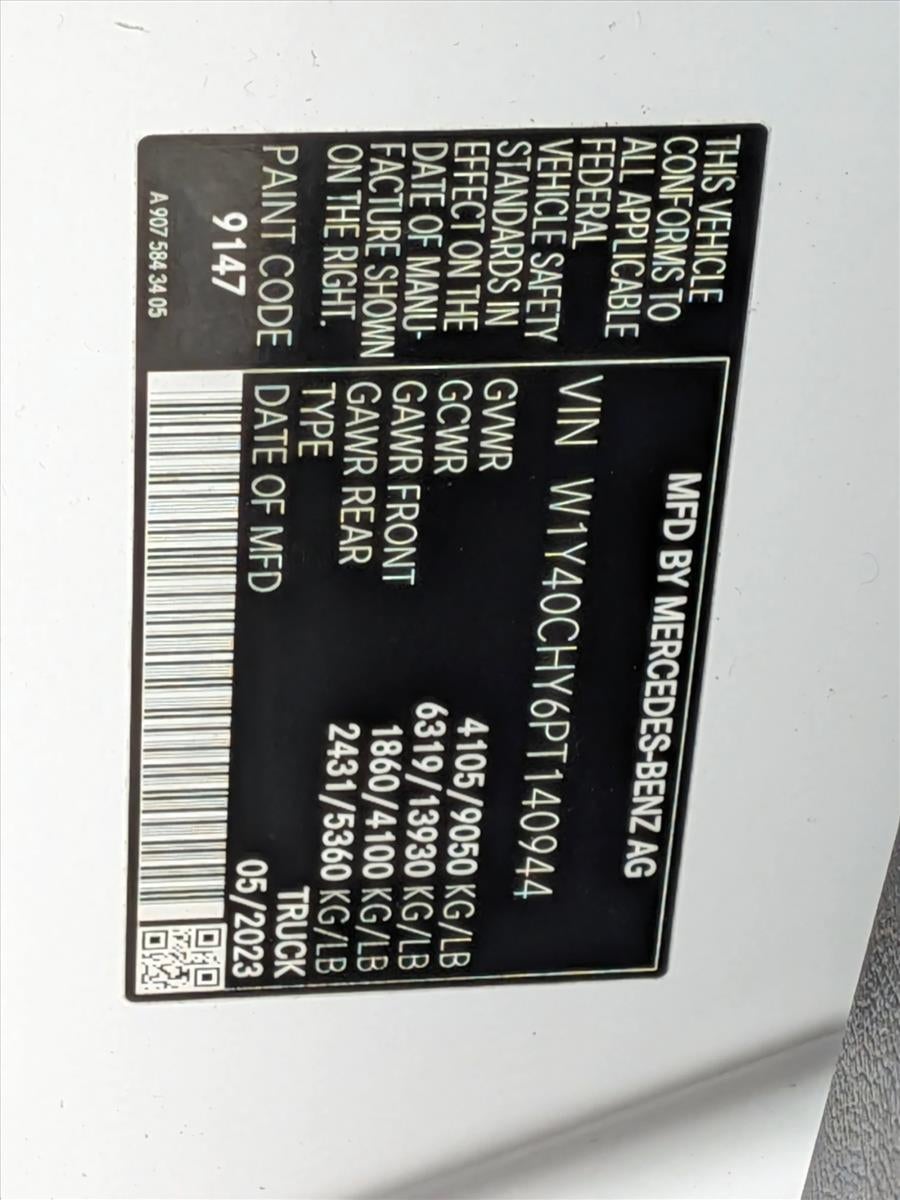 THIS VEHICLE
CONFORMS TO
ALL APPLICABLE
FEDERAL
VEHICLE SAFETY
STANDARDS IN
EFFECT ON THE
DATE OF MANU-
FACTURE SHOWN
ON THE RIGHT.
PAINT CODE
9147
A 907 584 34 05
MFD BY MERCEDES-BENZ AG
VIN W1Y40CHY6PT140944
GVWR 4105/9050 KG/LB
GCWR 6319/13930 KG/LB
GAWR FRONT 1860/4100 KG/LB
GAWR REAR 2431/5360 KG/LB
TYPE TRUCK
DATE OF MFD 05/2023